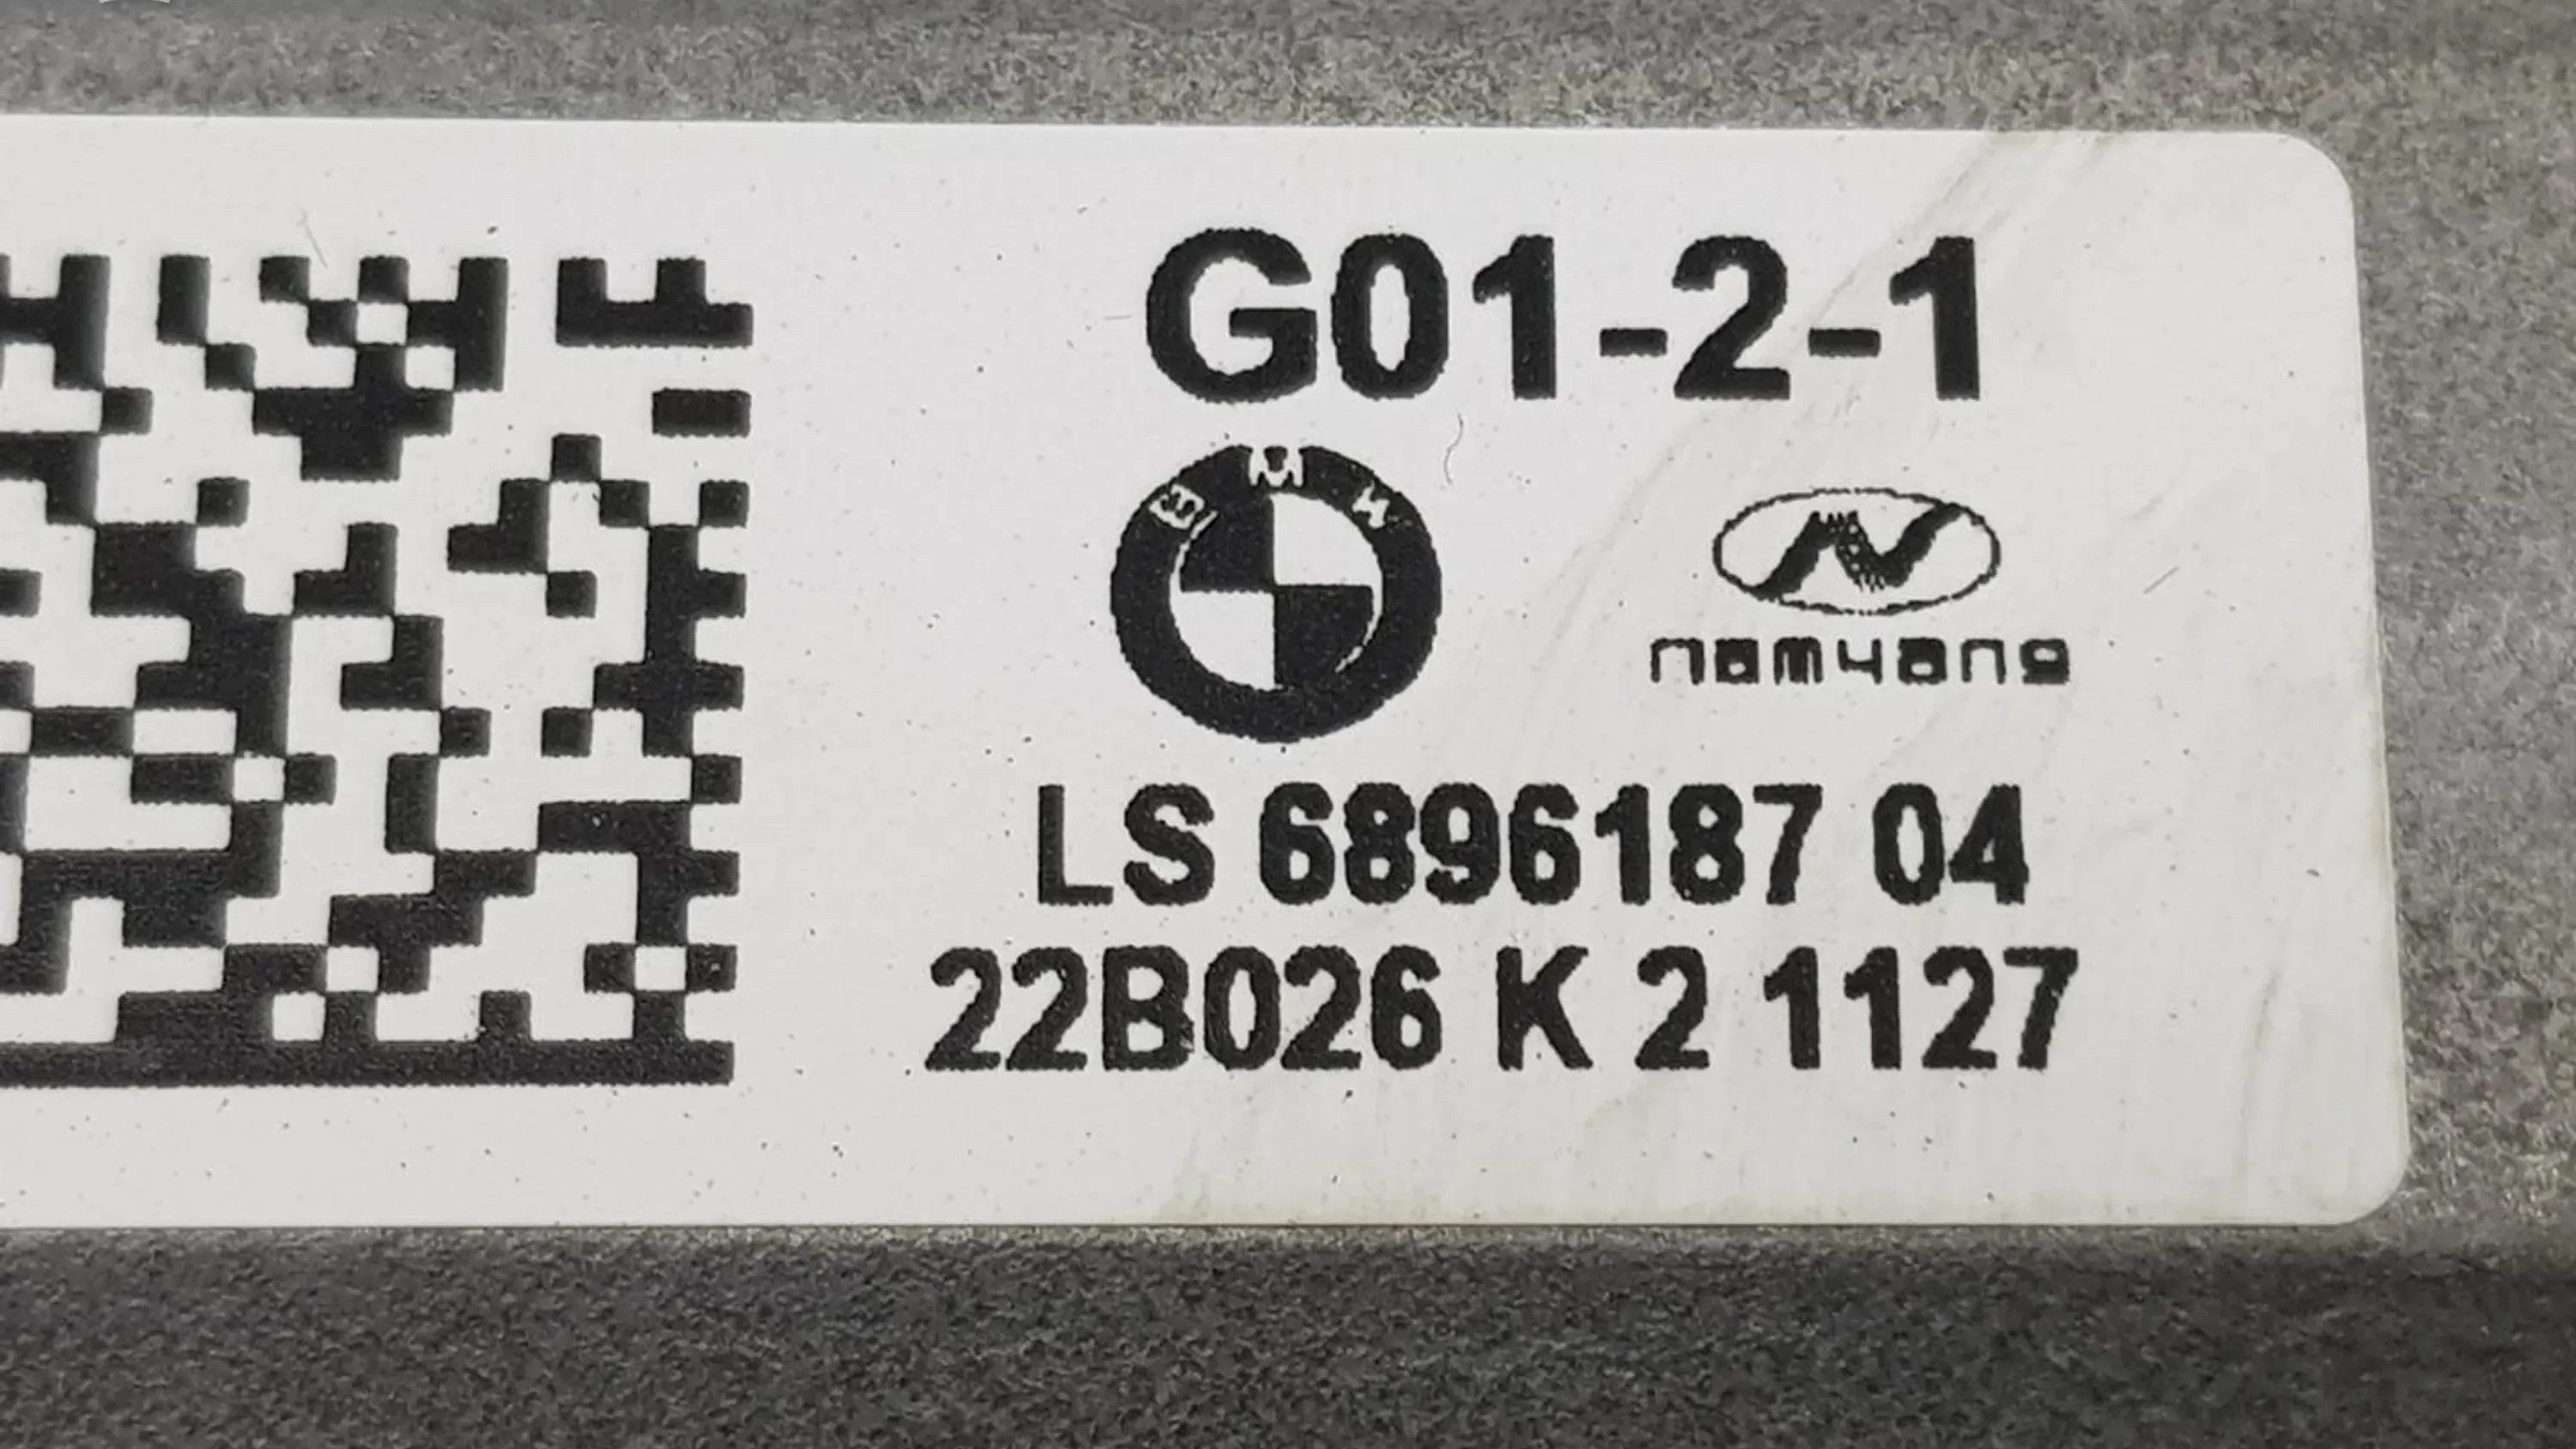 G01-2-1
BMW
N
namyang
LS 6896187 04
22B026 K 2 1127